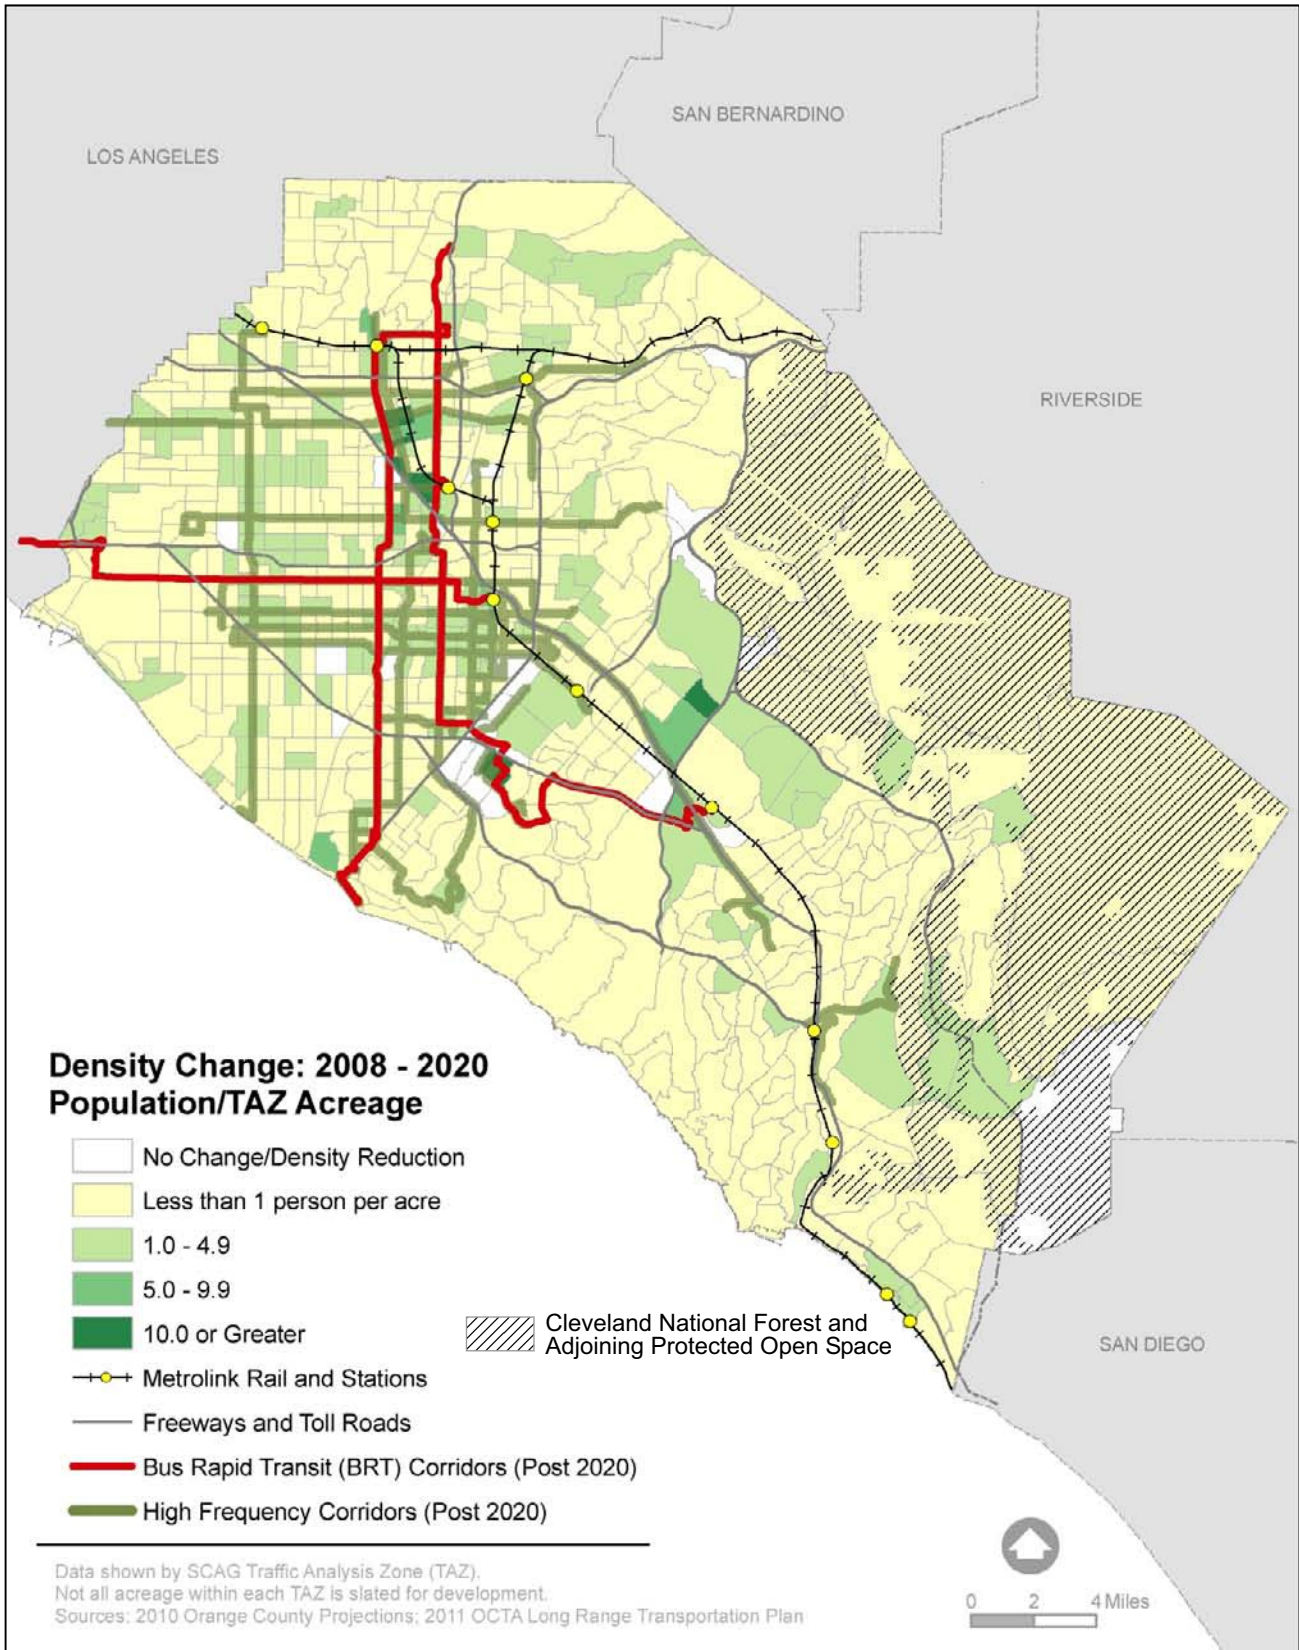 SAN BERNARDINO
LOS ANGELES
RIVERSIDE
Density Change: 2008 - 2020
Population/TAZ Acreage
No Change/Density Reduction
Less than 1 person per acre
1.0 - 4.9
5.0 - 9.9
10.0 or Greater
Cleveland National Forest and
Adjoining Protected Open Space
SAN DIEGO
Metrolink Rail and Stations
Freeways and Toll Roads
Bus Rapid Transit (BRT) Corridors (Post 2020)
High Frequency Corridors (Post 2020)
Data shown by SCAG Traffic Analysis Zone (TAZ).
Not all acreage within each TAZ is slated for development.
Sources: 2010 Orange County Projections; 2011 OCTA Long Range Transportation Plan
0 2 4 Miles